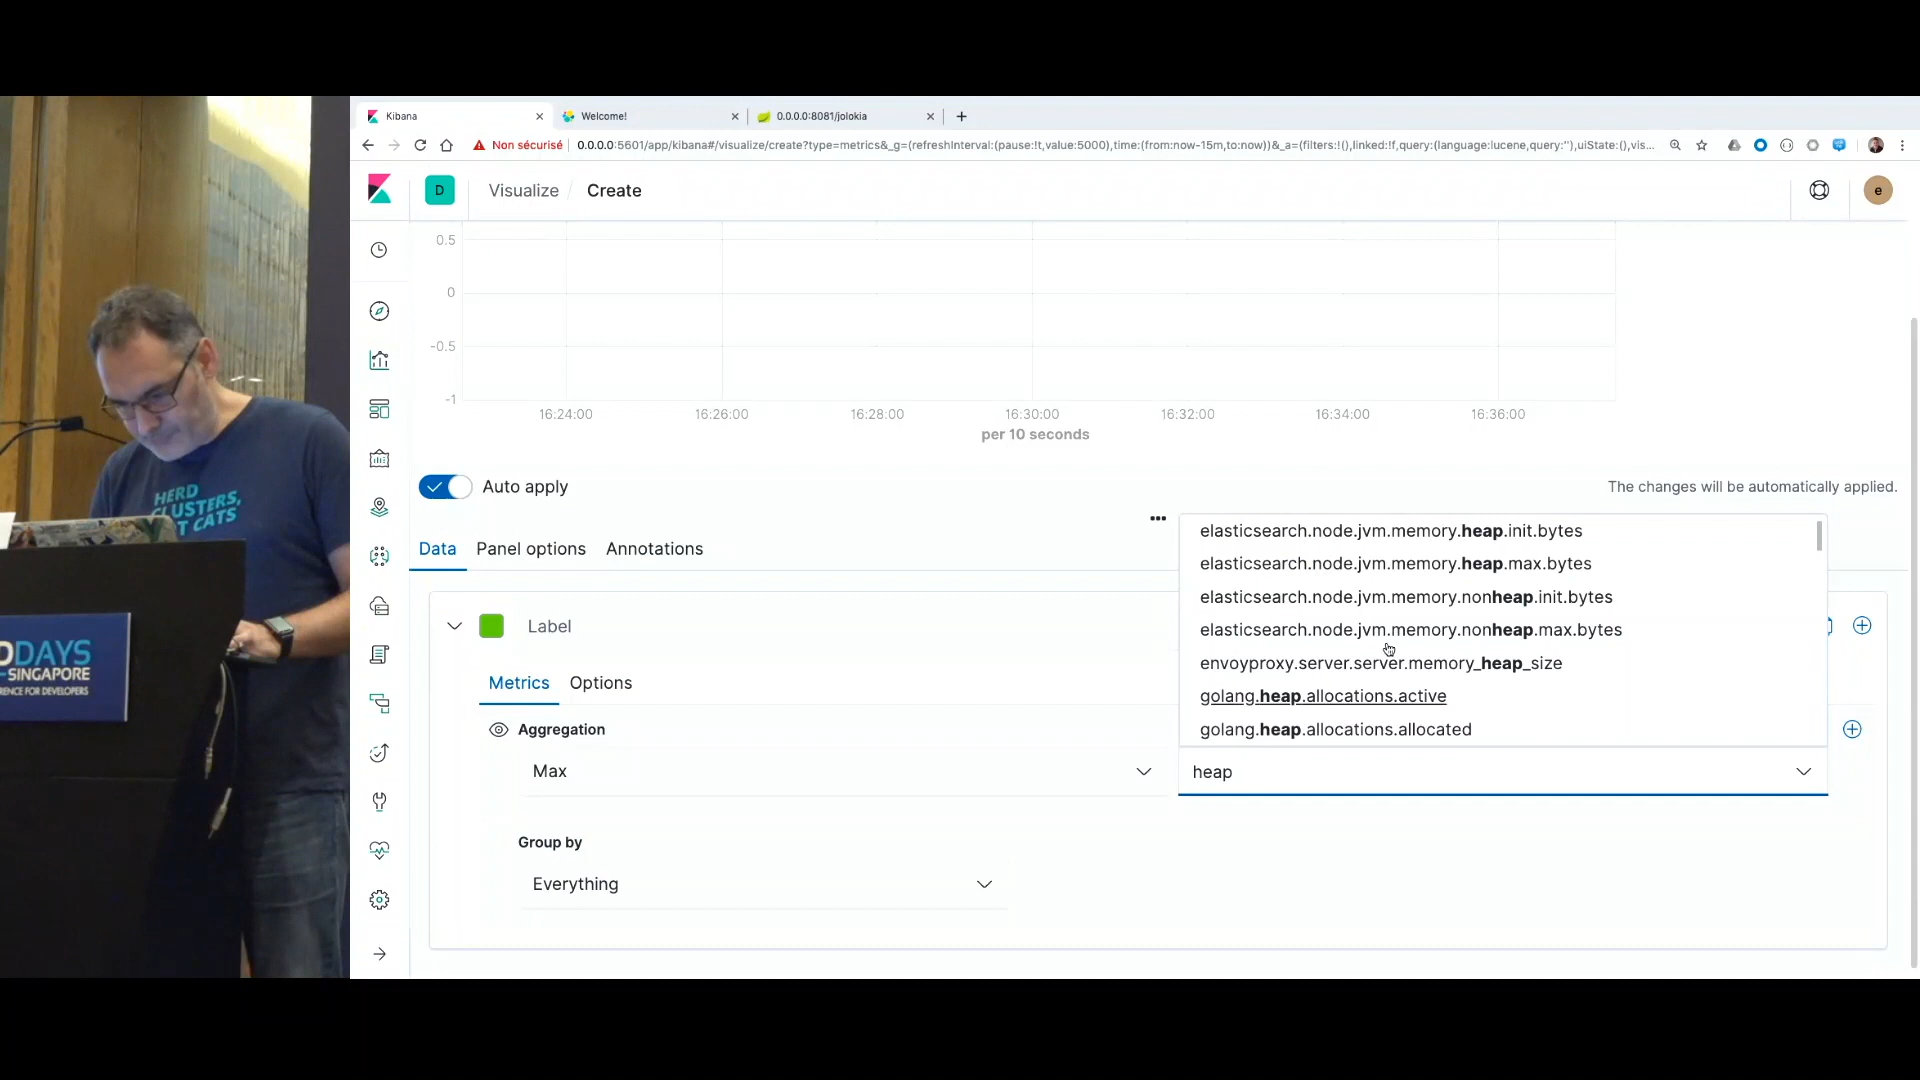 Kibana
Welcome!
0.0.0.0:8081/jolokia
Non sécurisé
0.0.0.0:5601/app/kibana#/visualize/create?type=metrics&_g=(refreshInterval:(pause:!t,value:5000),time:(from:now-15m,to:now))&_a=(filters:!(),linked:!f,query:(language:lucene,query:''),uiState:(),vis...
D
Visualize / Create
e
0.5
0
-0.5
-1
16:24:00
16:26:00
16:28:00
16:30:00
16:32:00
16:34:00
16:36:00
per 10 seconds
Auto apply
The changes will be automatically applied.
Data
Panel options
Annotations
elasticsearch.node.jvm.memory.heap.init.bytes
elasticsearch.node.jvm.memory.heap.max.bytes
elasticsearch.node.jvm.memory.nonheap.init.bytes
elasticsearch.node.jvm.memory.nonheap.max.bytes
envoyproxy.server.server.memory_heap_size
golang.heap.allocations.active
golang.heap.allocations.allocated
Label
Metrics
Options
Aggregation
Max
heap
Group by
Everything
HERD
CLUSTERS,
T CATS
DAYS
SINGAPORE
FOR DEVELOPERS